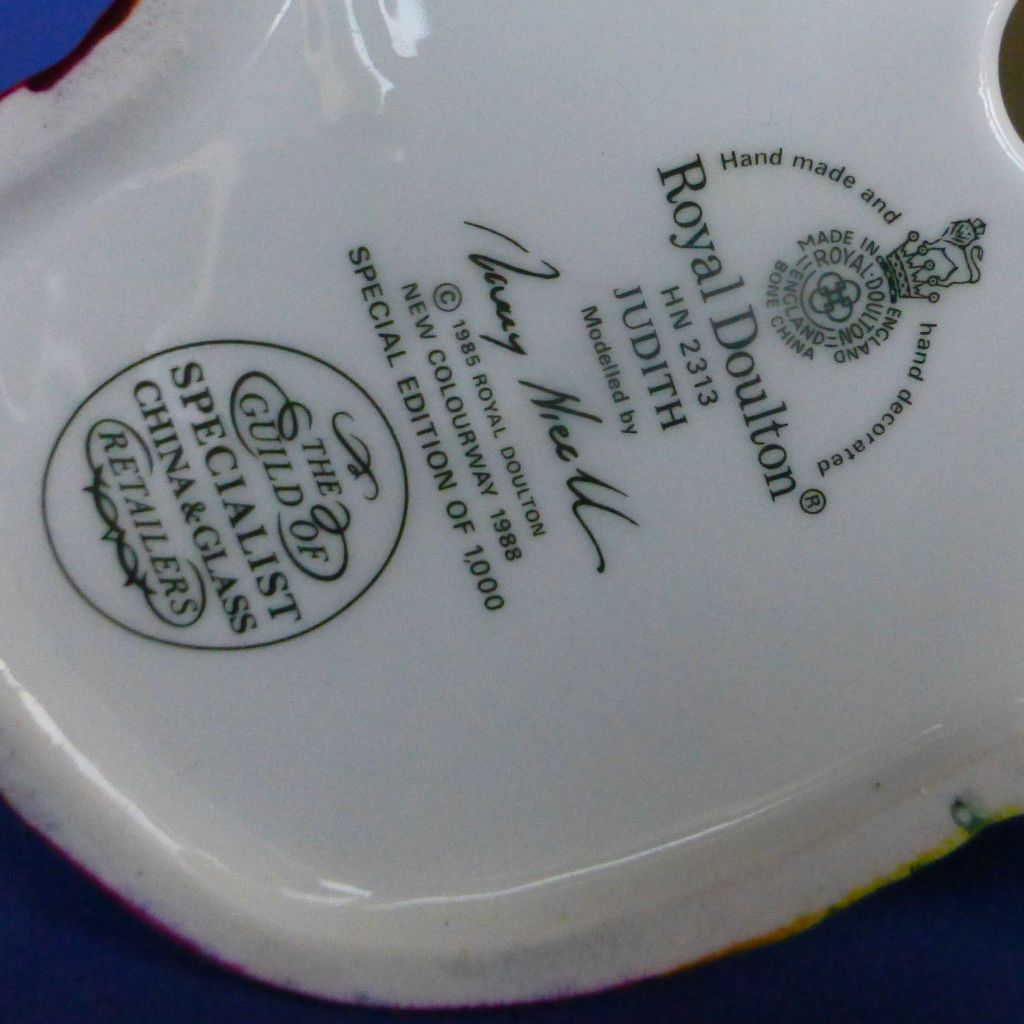 Hand made and
hand decorated
MADE IN
ENGLAND
ROYAL·DOULTON
ENGLAND
BONE CHINA
Royal Doulton®
HN 2313
JUDITH
Modelled by
© 1985 ROYAL DOULTON
NEW COLOURWAY 1988
SPECIAL EDITION OF 1,000
THE
GUILD OF
SPECIALIST
CHINA & GLASS
RETAILERS